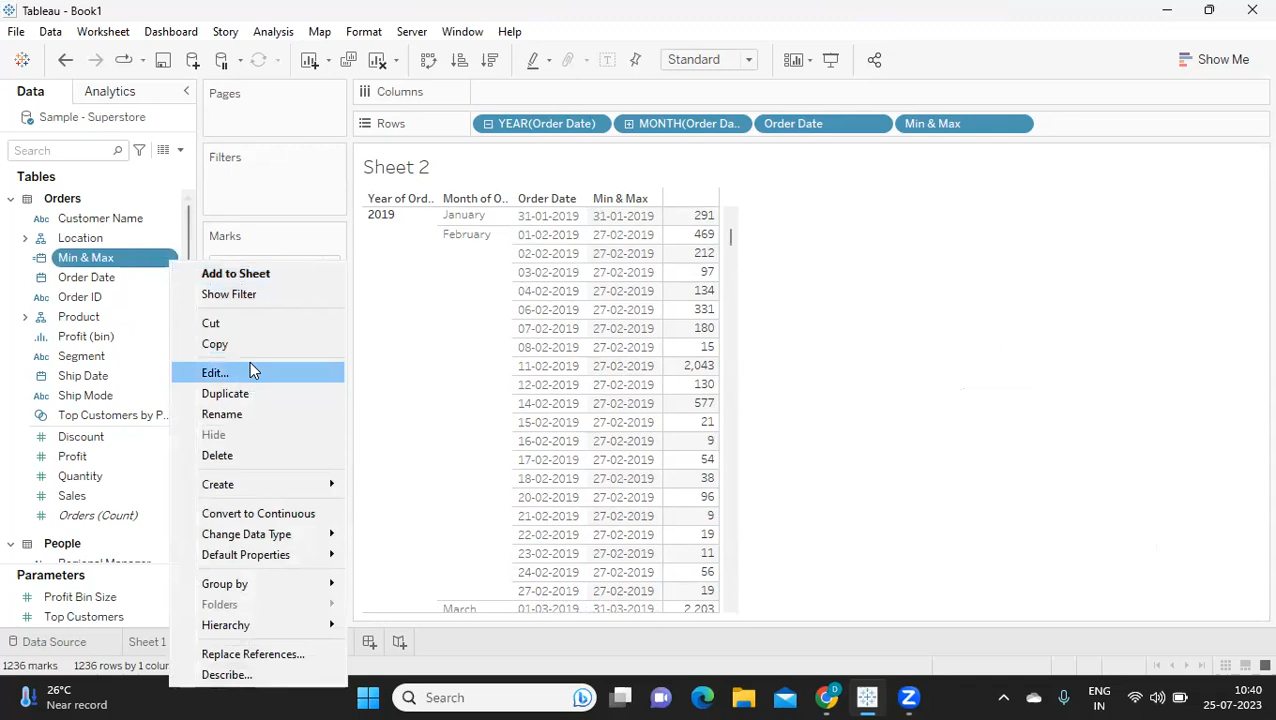 Tableau - Book1
File Data Worksheet Dashboard Story Analysis Map Format Server Window Help
Standard
Show Me
Data Analytics
Sample - Superstore
Search
Tables
Orders
Abc Customer Name
Location
Min & Max
Order Date
Abc Order ID
Product
Profit (bin)
Abc Segment
Ship Date
Abc Ship Mode
Top Customers by P...
# Discount
# Profit
# Quantity
# Sales
# Orders (Count)
People
Parameters
# Profit Bin Size
# Top Customers
Pages
Filters
Marks
Add to Sheet
Show Filter
Cut
Copy
Edit...
Duplicate
Rename
Hide
Delete
Create
Convert to Continuous
Change Data Type
Default Properties
Group by
Folders
Hierarchy
Replace References...
Describe...
Columns
Rows YEAR(Order Date) MONTH(Order Da.. Order Date Min & Max
Sheet 2
Year of Ord.. Month of O.. Order Date Min & Max
2019 January 31-01-2019 31-01-2019 291
February 01-02-2019 27-02-2019 469
02-02-2019 27-02-2019 212
03-02-2019 27-02-2019 97
04-02-2019 27-02-2019 134
06-02-2019 27-02-2019 331
07-02-2019 27-02-2019 180
08-02-2019 27-02-2019 15
11-02-2019 27-02-2019 2,043
12-02-2019 27-02-2019 130
14-02-2019 27-02-2019 577
15-02-2019 27-02-2019 21
16-02-2019 27-02-2019 9
17-02-2019 27-02-2019 54
18-02-2019 27-02-2019 38
20-02-2019 27-02-2019 96
21-02-2019 27-02-2019 9
22-02-2019 27-02-2019 19
23-02-2019 27-02-2019 11
24-02-2019 27-02-2019 56
27-02-2019 27-02-2019 19
March 01-03-2019 31-03-2019 2,203
Data Source Sheet 1
1236 marks 1236 rows by 1 colum
26°C
Near record
Search
ENG
IN
10:40
25-07-2023